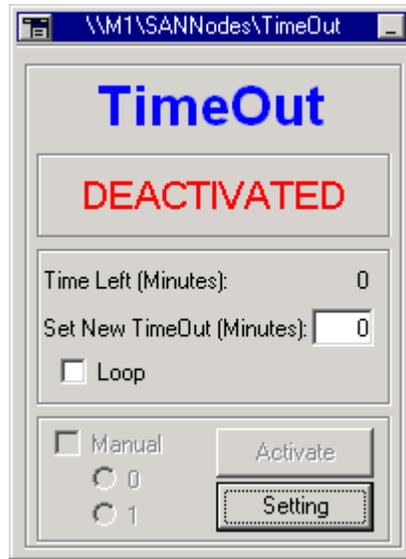 \\M1\SANNodes\TimeOut
TimeOut
DEACTIVATED
Time Left (Minutes): 0
Set New TimeOut (Minutes): 0
Loop
Manual
Activate
0
1
Setting